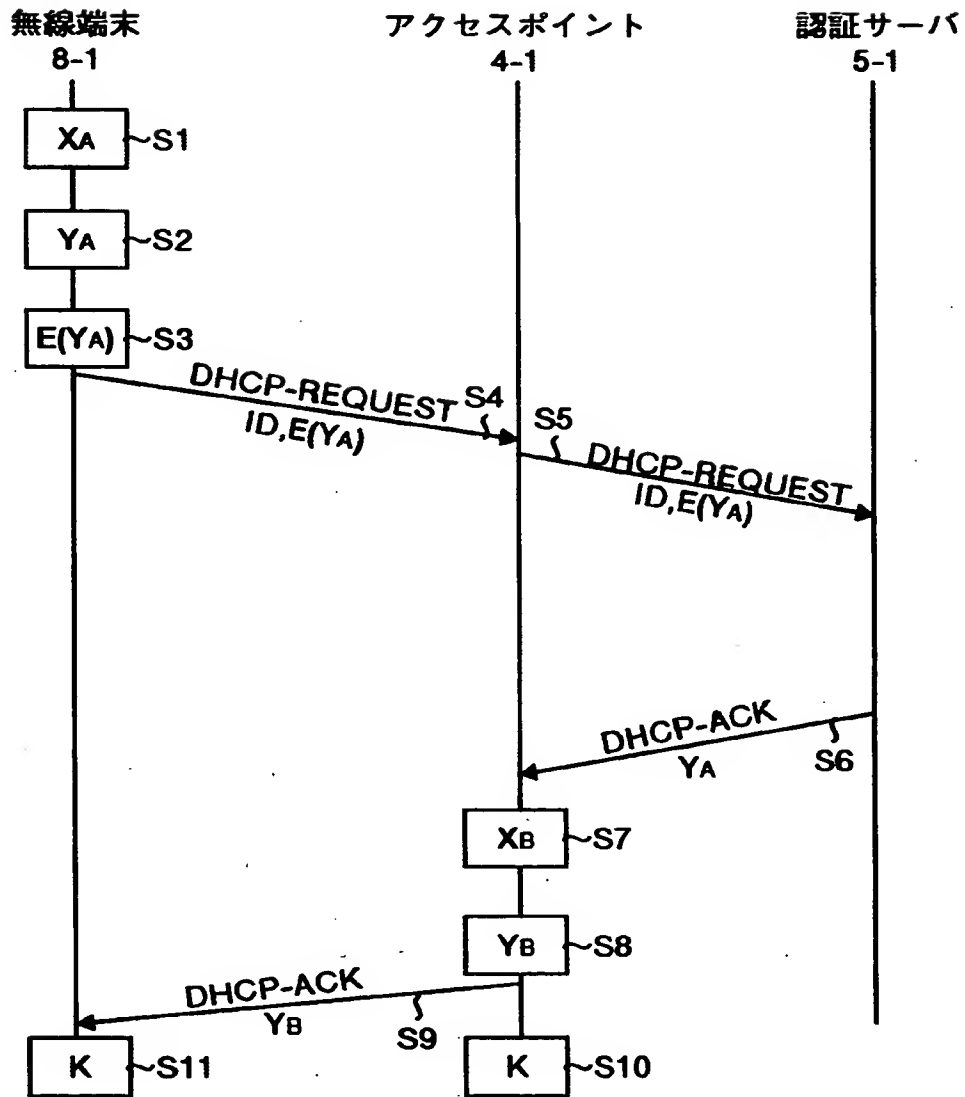 無線端末
8-1
アクセスポイント
4-1
認証サーバ
5-1
XA
S1
YA
S2
E(YA)
S3
DHCP-REQUEST
S4
ID,E(YA)
S5
DHCP-REQUEST
ID,E(YA)
DHCP-ACK
S6
YA
XB
S7
YB
S8
DHCP-ACK
YB
S9
K
S11
K
S10